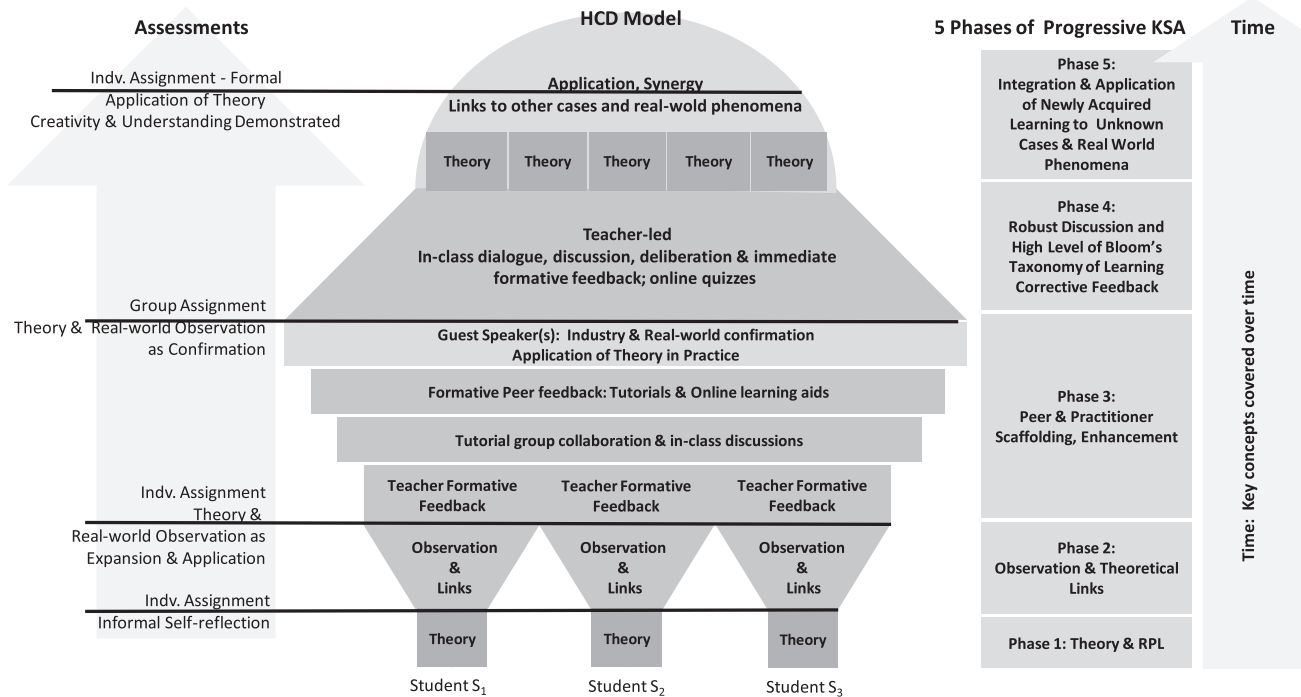 HCD Model
Assessments
5 Phases of Progressive KSA
Time
Indv. Assignment - Formal
Application of Theory
Creativity & Understanding Demonstrated
Application, Synergy
Links to other cases and real-wold phenomena
Theory Theory Theory Theory Theory
Phase 5:
Integration & Application
of Newly Acquired
Learning to Unknown
Cases & Real World
Phenomena
Teacher-led
In-class dialogue, discussion, deliberation & immediate
formative feedback; online quizzes
Phase 4:
Robust Discussion and
High Level of Bloom's
Taxonomy of Learning
Corrective Feedback
Group Assignment
Theory & Real-world Observation
as Confirmation
Guest Speaker(s): Industry & Real-world confirmation
Application of Theory in Practice
Formative Peer feedback: Tutorials & Online learning aids
Tutorial group collaboration & in-class discussions
Phase 3:
Peer & Practitioner
Scaffolding, Enhancement
Time: Key concepts covered over time
Indv. Assignment
Theory &
Real-world Observation as
Expansion & Application
Teacher Formative
Feedback
Teacher Formative
Feedback
Teacher Formative
Feedback
Observation
&
Links
Observation
&
Links
Observation
&
Links
Phase 2:
Observation & Theoretical
Links
Indv. Assignment
Informal Self-reflection
Theory Theory Theory
Phase 1: Theory & RPL
Student S1 Student S2 Student S3